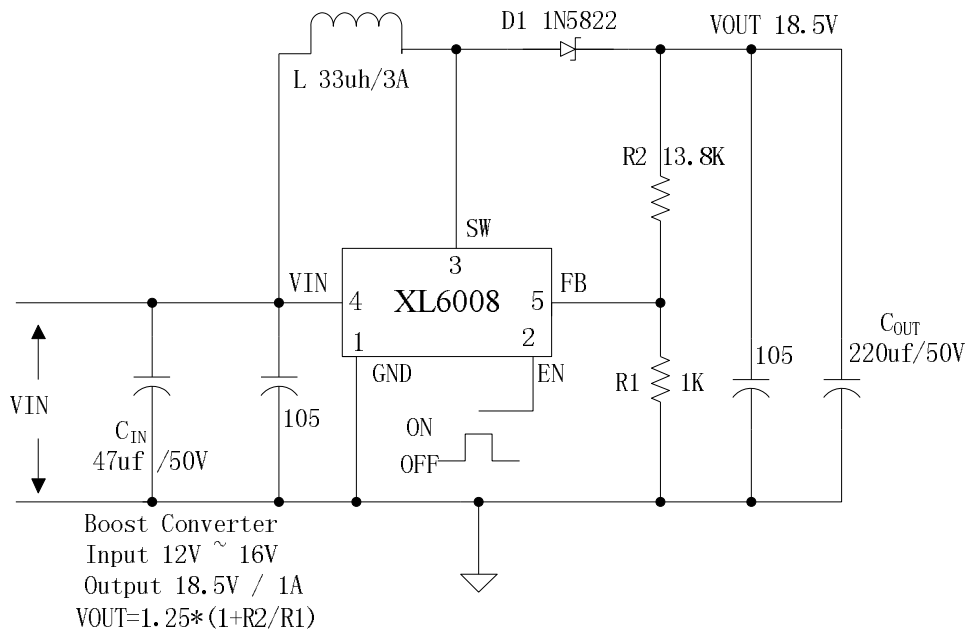 D1 1N5822
VOUT 18.5V
L 33uh/3A
R2 13.8K
SW
3
VIN
4
XL6008
5
FB
1
2
GND
EN
VIN
C_IN
47uf /50V
105
ON
OFF
R1
1K
105
C_OUT
220uf/50V
Boost Converter
Input 12V ~ 16V
Output 18.5V / 1A
VOUT=1.25*(1+R2/R1)